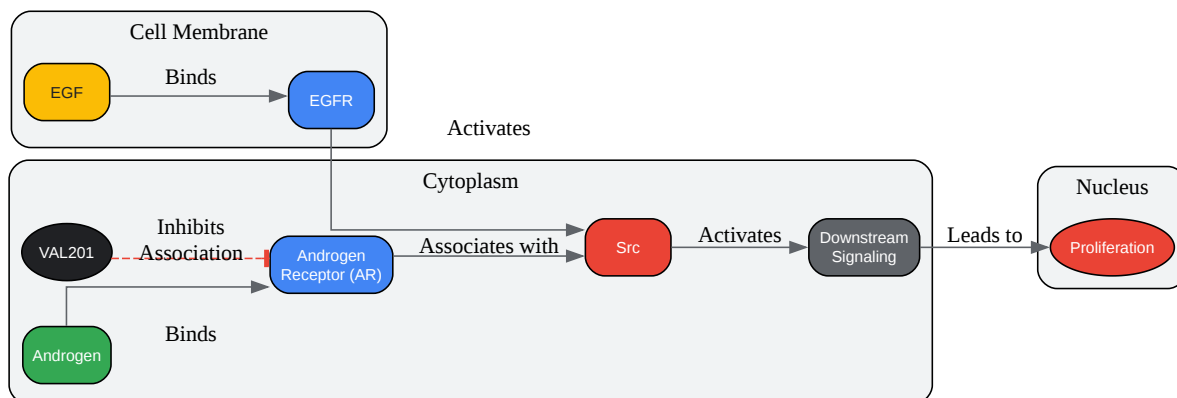 Cell Membrane
EGF
Binds
EGFR
Activates
Cytoplasm
VAL201
Inhibits
Association
Androgen
Receptor (AR)
Associates with
Src
Activates
Downstream
Signaling
Leads to
Nucleus
Proliferation
Androgen
Binds